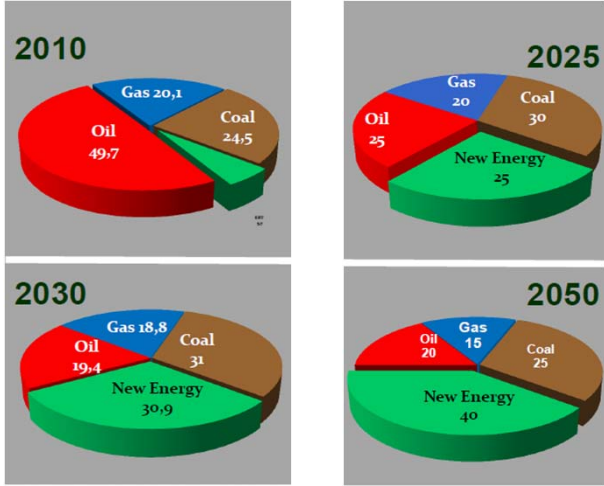 2010
Gas 20,1
Coal
24,5
Oil
49,7
2025
Gas
20
Coal
30
Oil
25
New Energy
25
2030
Gas 18,8
Coal
31
Oil
19,4
New Energy
30,9
2050
Gas
15
Oil
20
Coal
25
New Energy
40